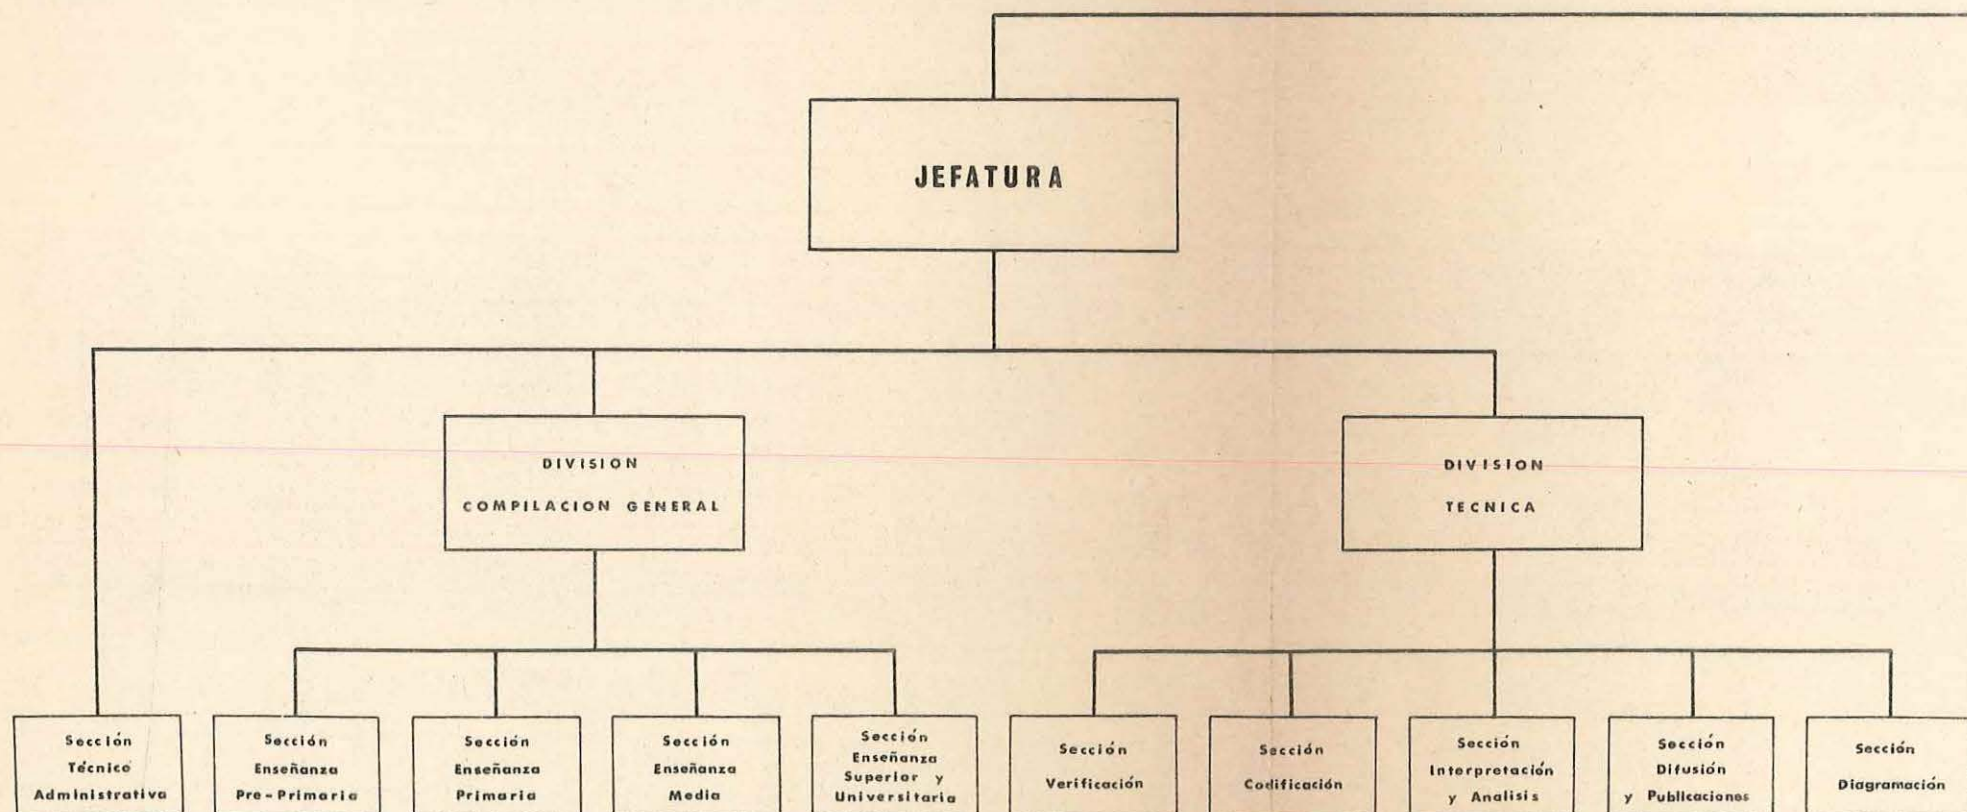 JEFATURA
DIVISION
COMPILACION GENERAL
DIVISION
TECNICA
Sección
Técnico
Administrativa
Sección
Enseñanza
Pre-Primaria
Sección
Enseñanza
Primaria
Sección
Enseñanza
Media
Sección
Enseñanza
Superior y
Universitaria
Sección
Verificación
Sección
Codificación
Sección
Interpretación
y Analisis
Sección
Difusión
y Publicaciones
Sección
Diagramación